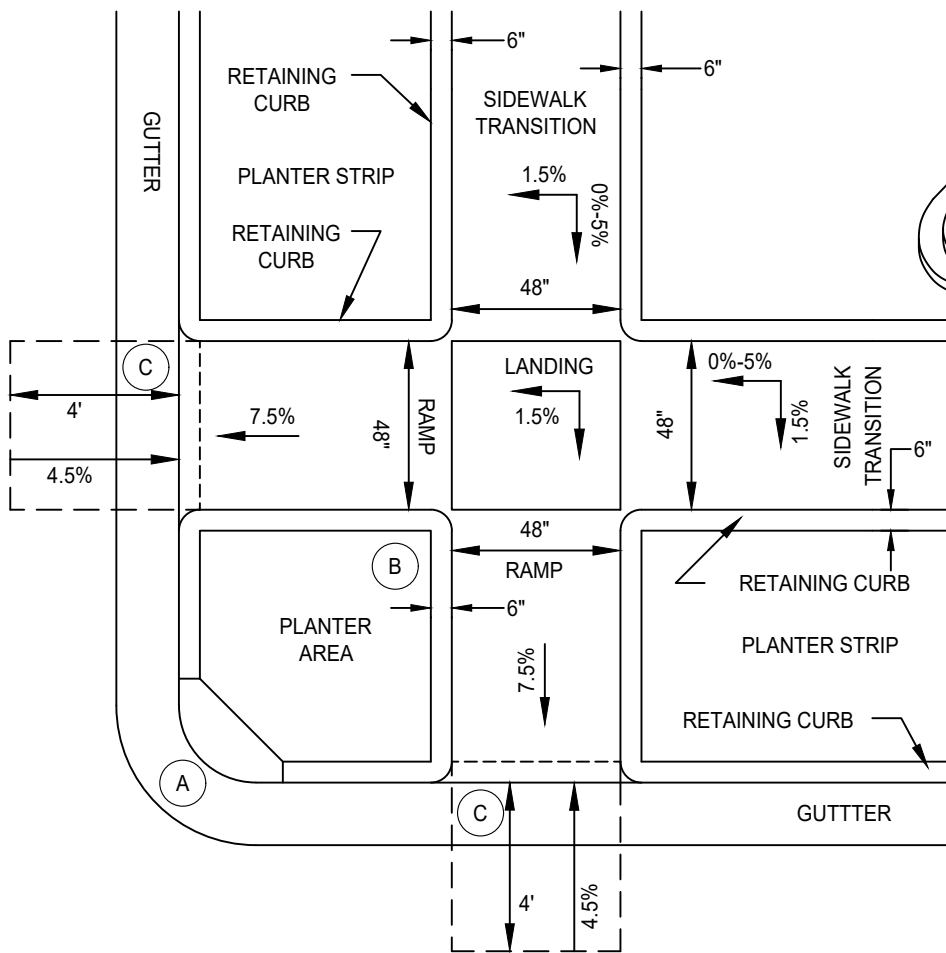 6"
6"
RETAINING
CURB
SIDEWALK
TRANSITION
GUTTER
PLANTER STRIP
1.5%
0%-5%
RETAINING
CURB
48"
C
LANDING
0%-5%
4'
7.5%
RAMP
48"
1.5%
48"
1.5%
SIDEWALK
TRANSITION
4.5%
6"
48"
B
RAMP
RETAINING CURB
6"
PLANTER
AREA
PLANTER STRIP
7.5%
RETAINING CURB
A
C
GUTTTER
4'
4.5%